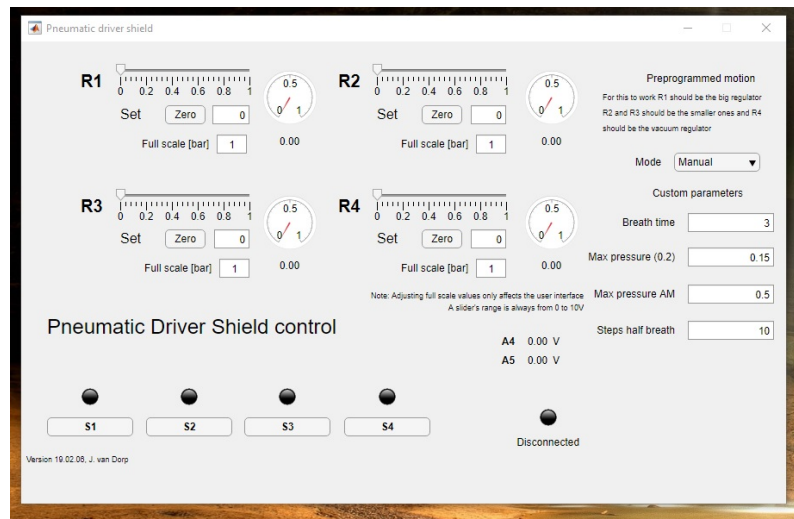 Pneumatic driver shield
R1
0 0.2 0.4 0.6 0.8 1
Set Zero 0
Full scale [bar] 1
0.5
0 1
0.00
R2
0 0.2 0.4 0.6 0.8 1
Set Zero 0
Full scale [bar] 1
0.5
0 1
0.00
Preprogrammed motion
For this to work R1 should be the big regulator
R2 and R3 should be the smaller ones and R4
should be the vacuum regulator
Mode Manual
R3
0 0.2 0.4 0.6 0.8 1
Set Zero 0
Full scale [bar] 1
0.5
0 1
0.00
R4
0 0.2 0.4 0.6 0.8 1
Set Zero 0
Full scale [bar] 1
0.5
0 1
0.00
Custom parameters
Breath time 3
Max pressure (0.2) 0.15
Max pressure AM 0.5
Steps half breath 10
Note: Adjusting full scale values only affects the user interface
A slider's range is always from 0 to 10V
Pneumatic Driver Shield control
A4 0.00 V
A5 0.00 V
S1 S2 S3 S4
Disconnected
Version 19.02.08, J. van Dorp